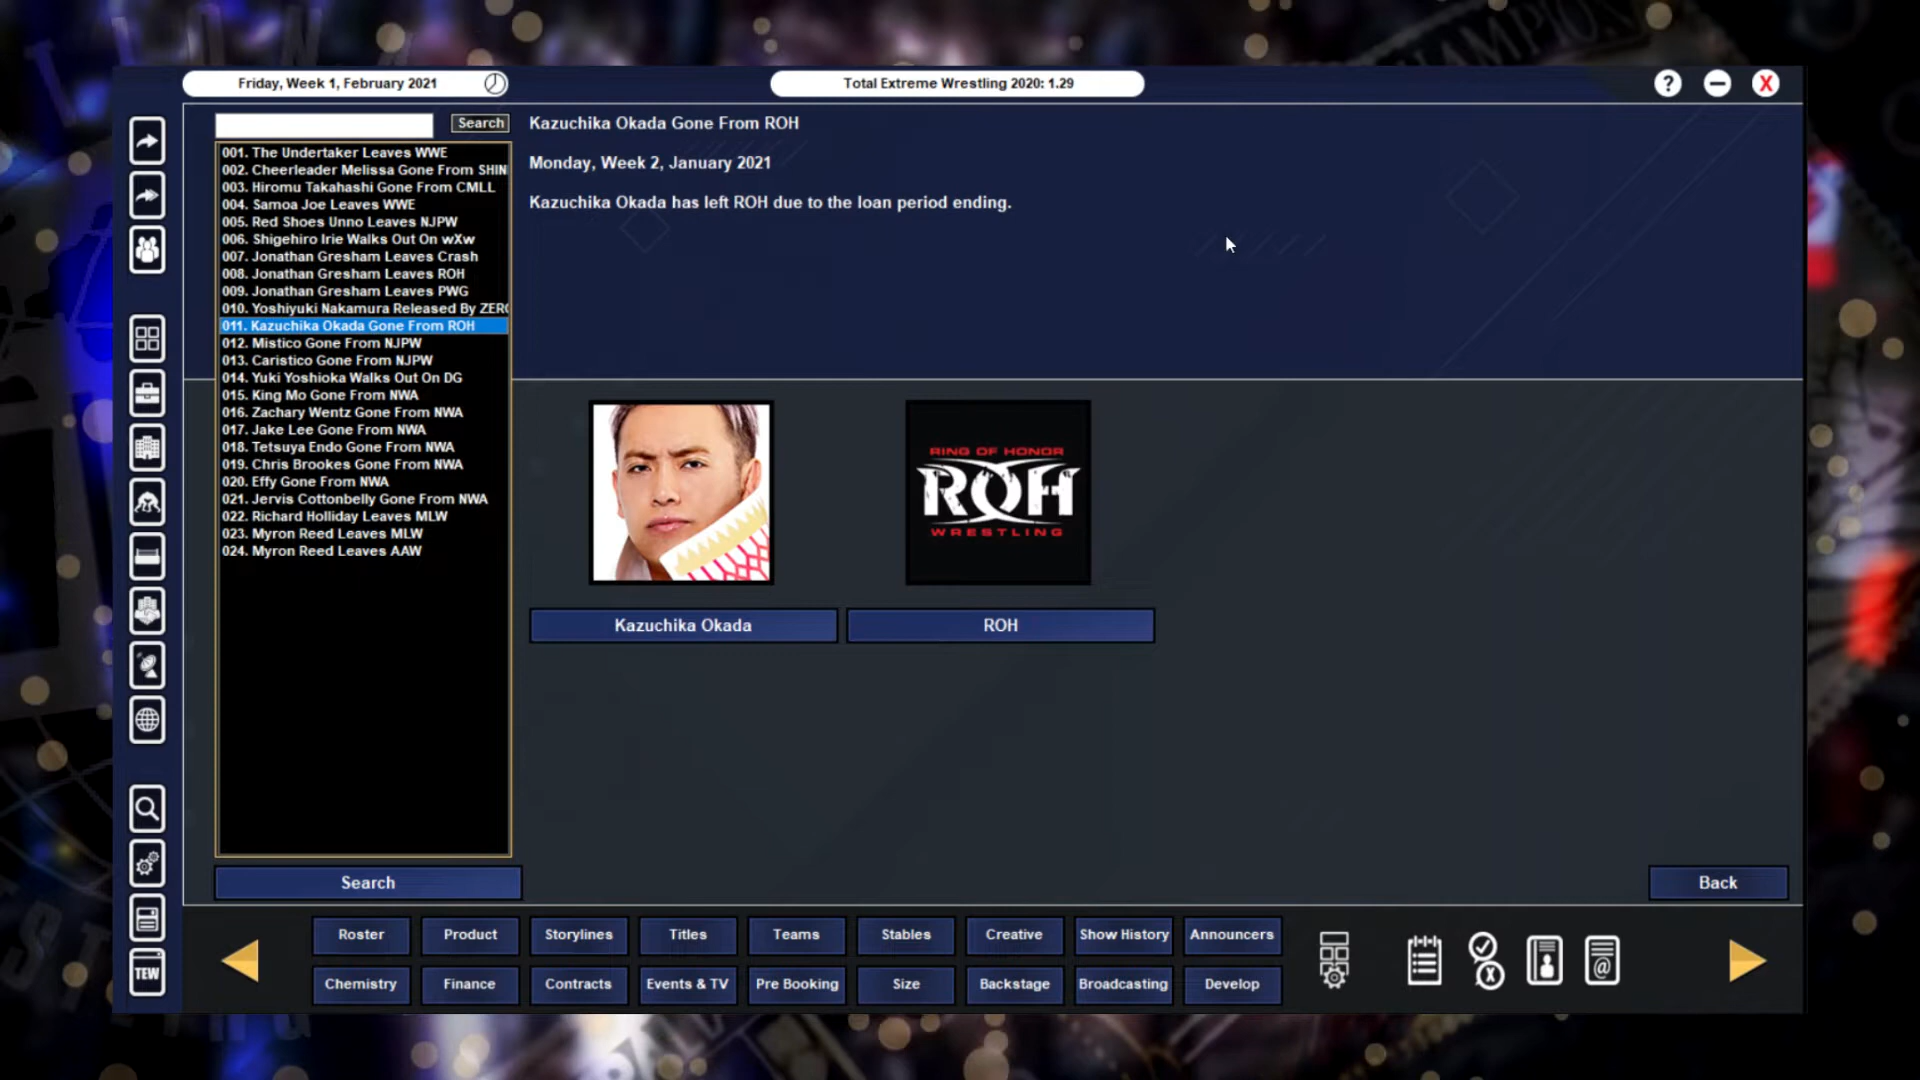 Friday, Week 1, February 2021
Total Extreme Wrestling 2020: 1.29
?
X
Search
001. The Undertaker Leaves WWE
002. Cheerleader Melissa Gone From SHIN
003. Hiromu Takahashi Gone From CMLL
004. Samoa Joe Leaves WWE
005. Red Shoes Unno Leaves NJPW
006. Shigehiro Irie Walks Out On wXw
007. Jonathan Gresham Leaves Crash
008. Jonathan Gresham Leaves ROH
009. Jonathan Gresham Leaves PWG
010. Yoshiyuki Nakamura Released By ZERO
011. Kazuchika Okada Gone From ROH
012. Mistico Gone From NJPW
013. Caristico Gone From NJPW
014. Yuki Yoshioka Walks Out On DG
015. King Mo Gone From NWA
016. Zachary Wentz Gone From NWA
017. Jake Lee Gone From NWA
018. Tetsuya Endo Gone From NWA
019. Chris Brookes Gone From NWA
020. Effy Gone From NWA
021. Jervis Cottonbelly Gone From NWA
022. Richard Holliday Leaves MLW
023. Myron Reed Leaves MLW
024. Myron Reed Leaves AAW
Kazuchika Okada Gone From ROH
Monday, Week 2, January 2021
Kazuchika Okada has left ROH due to the loan period ending.
RING OF HONOR
ROH
WRESTLING
Kazuchika Okada
ROH
Search
Back
Roster
Product
Storylines
Titles
Teams
Stables
Creative
Show History
Announcers
Chemistry
Finance
Contracts
Events & TV
Pre Booking
Size
Backstage
Broadcasting
Develop
TEW